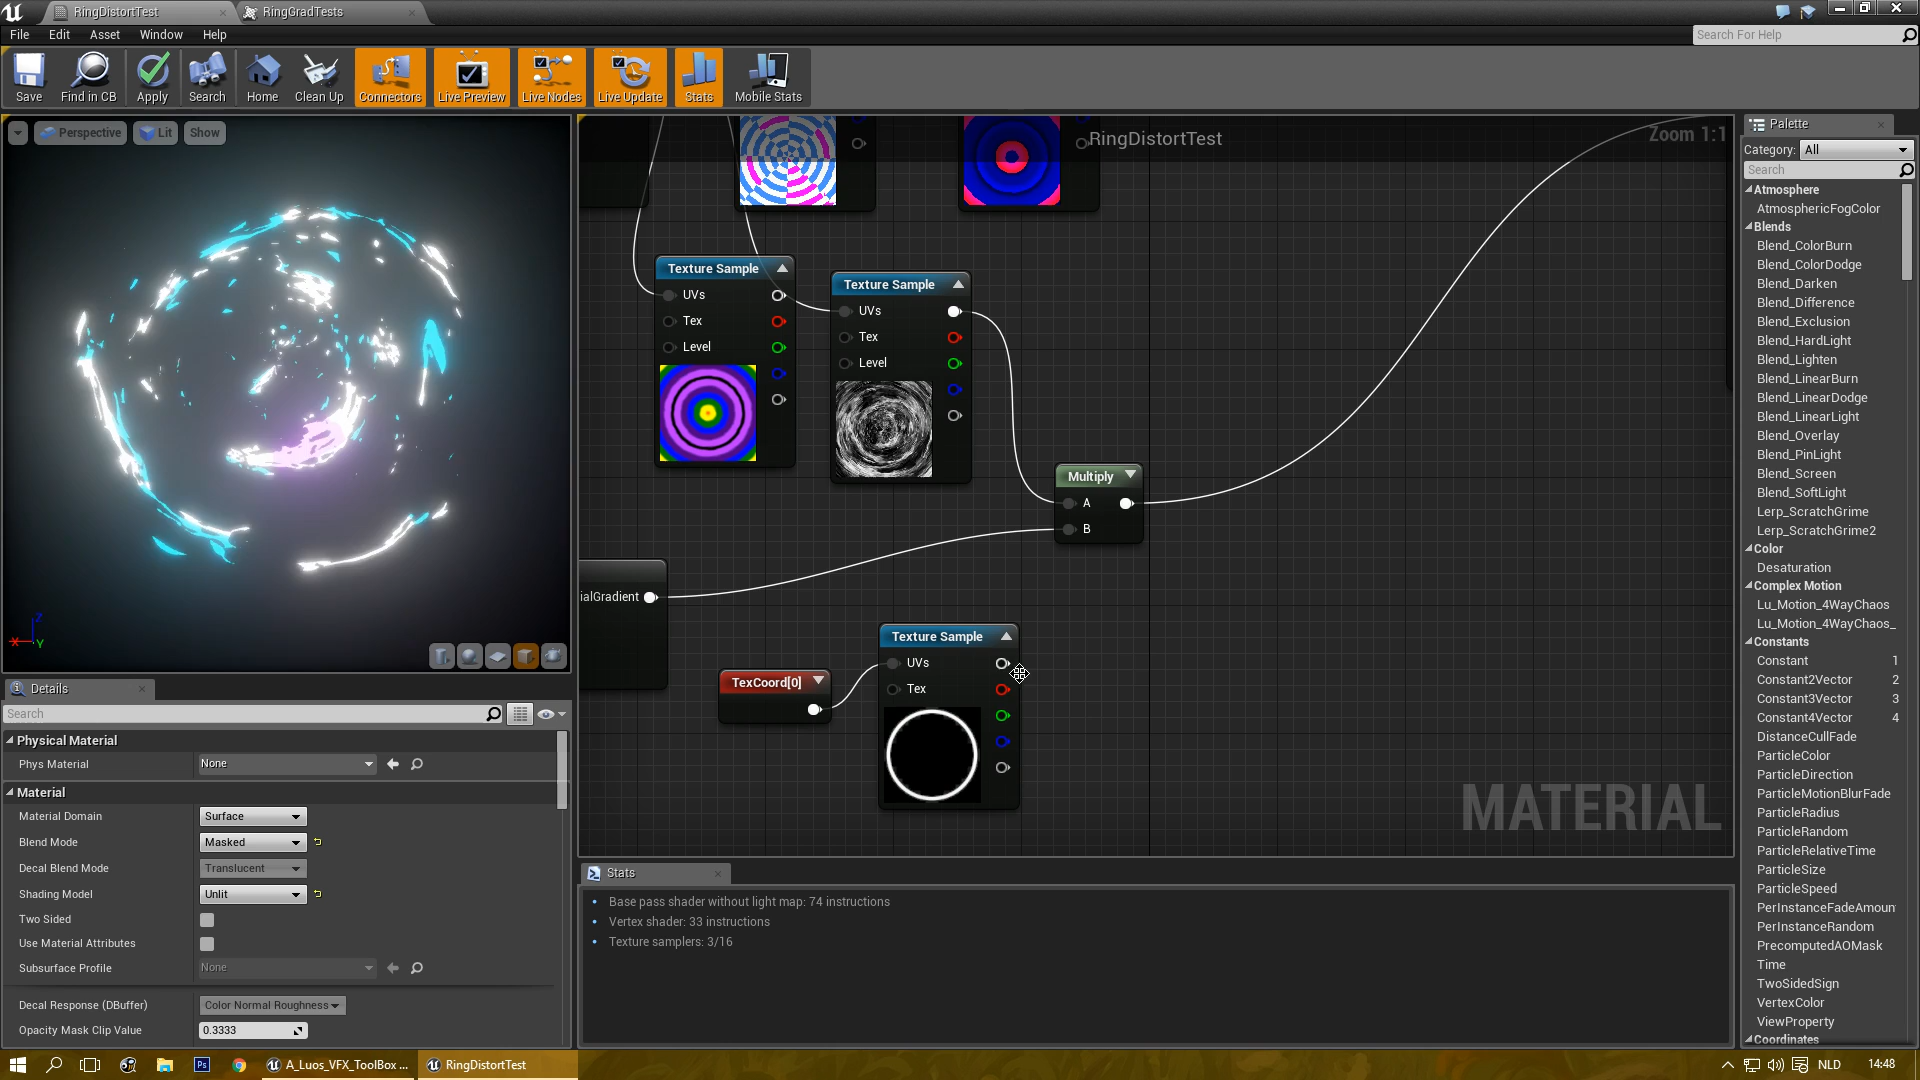 RingDistortTest
RingGradTests
File Edit Asset Window Help
Search For Help
Save
Find in CB
Apply
Search
Home
Clean Up
Connectors
Live Preview
Live Nodes
Live Update
Stats
Mobile Stats
Perspective
Lit
Show
X
Y
Z
RingDistortTest
Zoom 1:1
Texture Sample
UVs
Tex
Level
Texture Sample
UVs
Tex
Level
Multiply
A
B
ialGradient
TexCoord[0]
Texture Sample
UVs
Tex
MATERIAL
Palette
Category: All
Search
Atmosphere
AtmosphericFogColor
Blends
Blend_ColorBurn
Blend_ColorDodge
Blend_Darken
Blend_Difference
Blend_Exclusion
Blend_HardLight
Blend_Lighten
Blend_LinearBurn
Blend_LinearDodge
Blend_LinearLight
Blend_Overlay
Blend_PinLight
Blend_Screen
Blend_SoftLight
Lerp_ScratchGrime
Lerp_ScratchGrime2
Color
Desaturation
Complex Motion
Lu_Motion_4WayChaos
Lu_Motion_4WayChaos_
Constants
Constant 1
Constant2Vector 2
Constant3Vector 3
Constant4Vector 4
DistanceCullFade
ParticleColor
ParticleDirection
ParticleMotionBlurFade
ParticleRadius
ParticleRandom
ParticleRelativeTime
ParticleSize
ParticleSpeed
PerInstanceFadeAmoun
PerInstanceRandom
PrecomputedAOMask
Time
TwoSidedSign
VertexColor
ViewProperty
Coordinates
Details
Search
Physical Material
Phys Material None
Material
Material Domain Surface
Blend Mode Masked
Decal Blend Mode Translucent
Shading Model Unlit
Two Sided
Use Material Attributes
Subsurface Profile None
Decal Response (DBuffer) Color Normal Roughness
Opacity Mask Clip Value 0.3333
Stats
Base pass shader without light map: 74 instructions
Vertex shader: 33 instructions
Texture samplers: 3/16
Ps
A_Luos_VFX_ToolBox ...
RingDistortTest
NLD
14:48